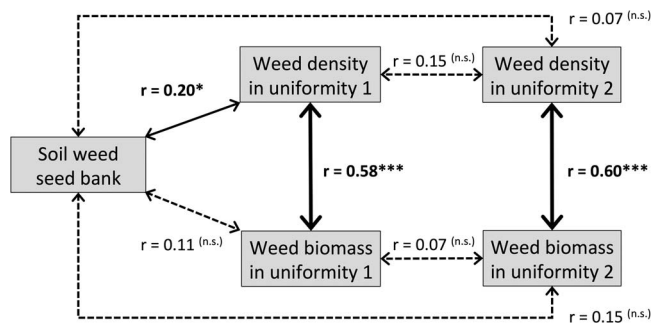 r = 0.07 (n.s.)
Weed density
in uniformity 1
r = 0.15 (n.s.)
Weed density
in uniformity 2
r = 0.20*
Soil weed
seed bank
r = 0.58***
r = 0.60***
r = 0.11 (n.s.)
Weed biomass
in uniformity 1
r = 0.07 (n.s.)
Weed biomass
in uniformity 2
r = 0.15 (n.s.)